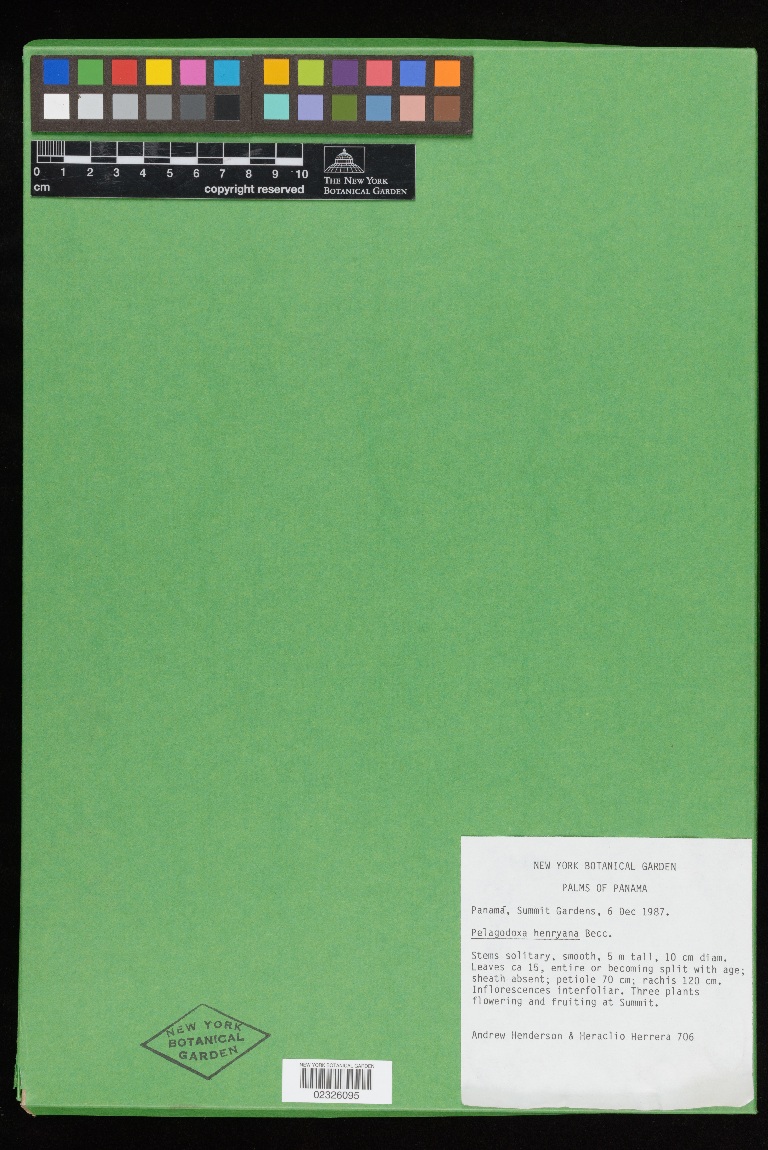 0 1 2 3 4 5 6 7 8 9 10
cm
copyright reserved
THE NEW YORK
BOTANICAL GARDEN
NEW YORK BOTANICAL GARDEN
PALMS OF PANAMA
Panamá, Summit Gardens, 6 Dec 1987.
Pelagodoxa henryana Becc.
Stems solitary, smooth, 5 m tall, 10 cm diam.
Leaves ca 15, entire or becoming split with age;
sheath absent; petiole 70 cm; rachis 120 cm.
Inflorescences interfoliar. Three plants
flowering and fruiting at Summit.
Andrew Henderson & Heraclio Herrera 706
NEW YORK
BOTANICAL
GARDEN
NEW YORK BOTANICAL GARDEN
02326095